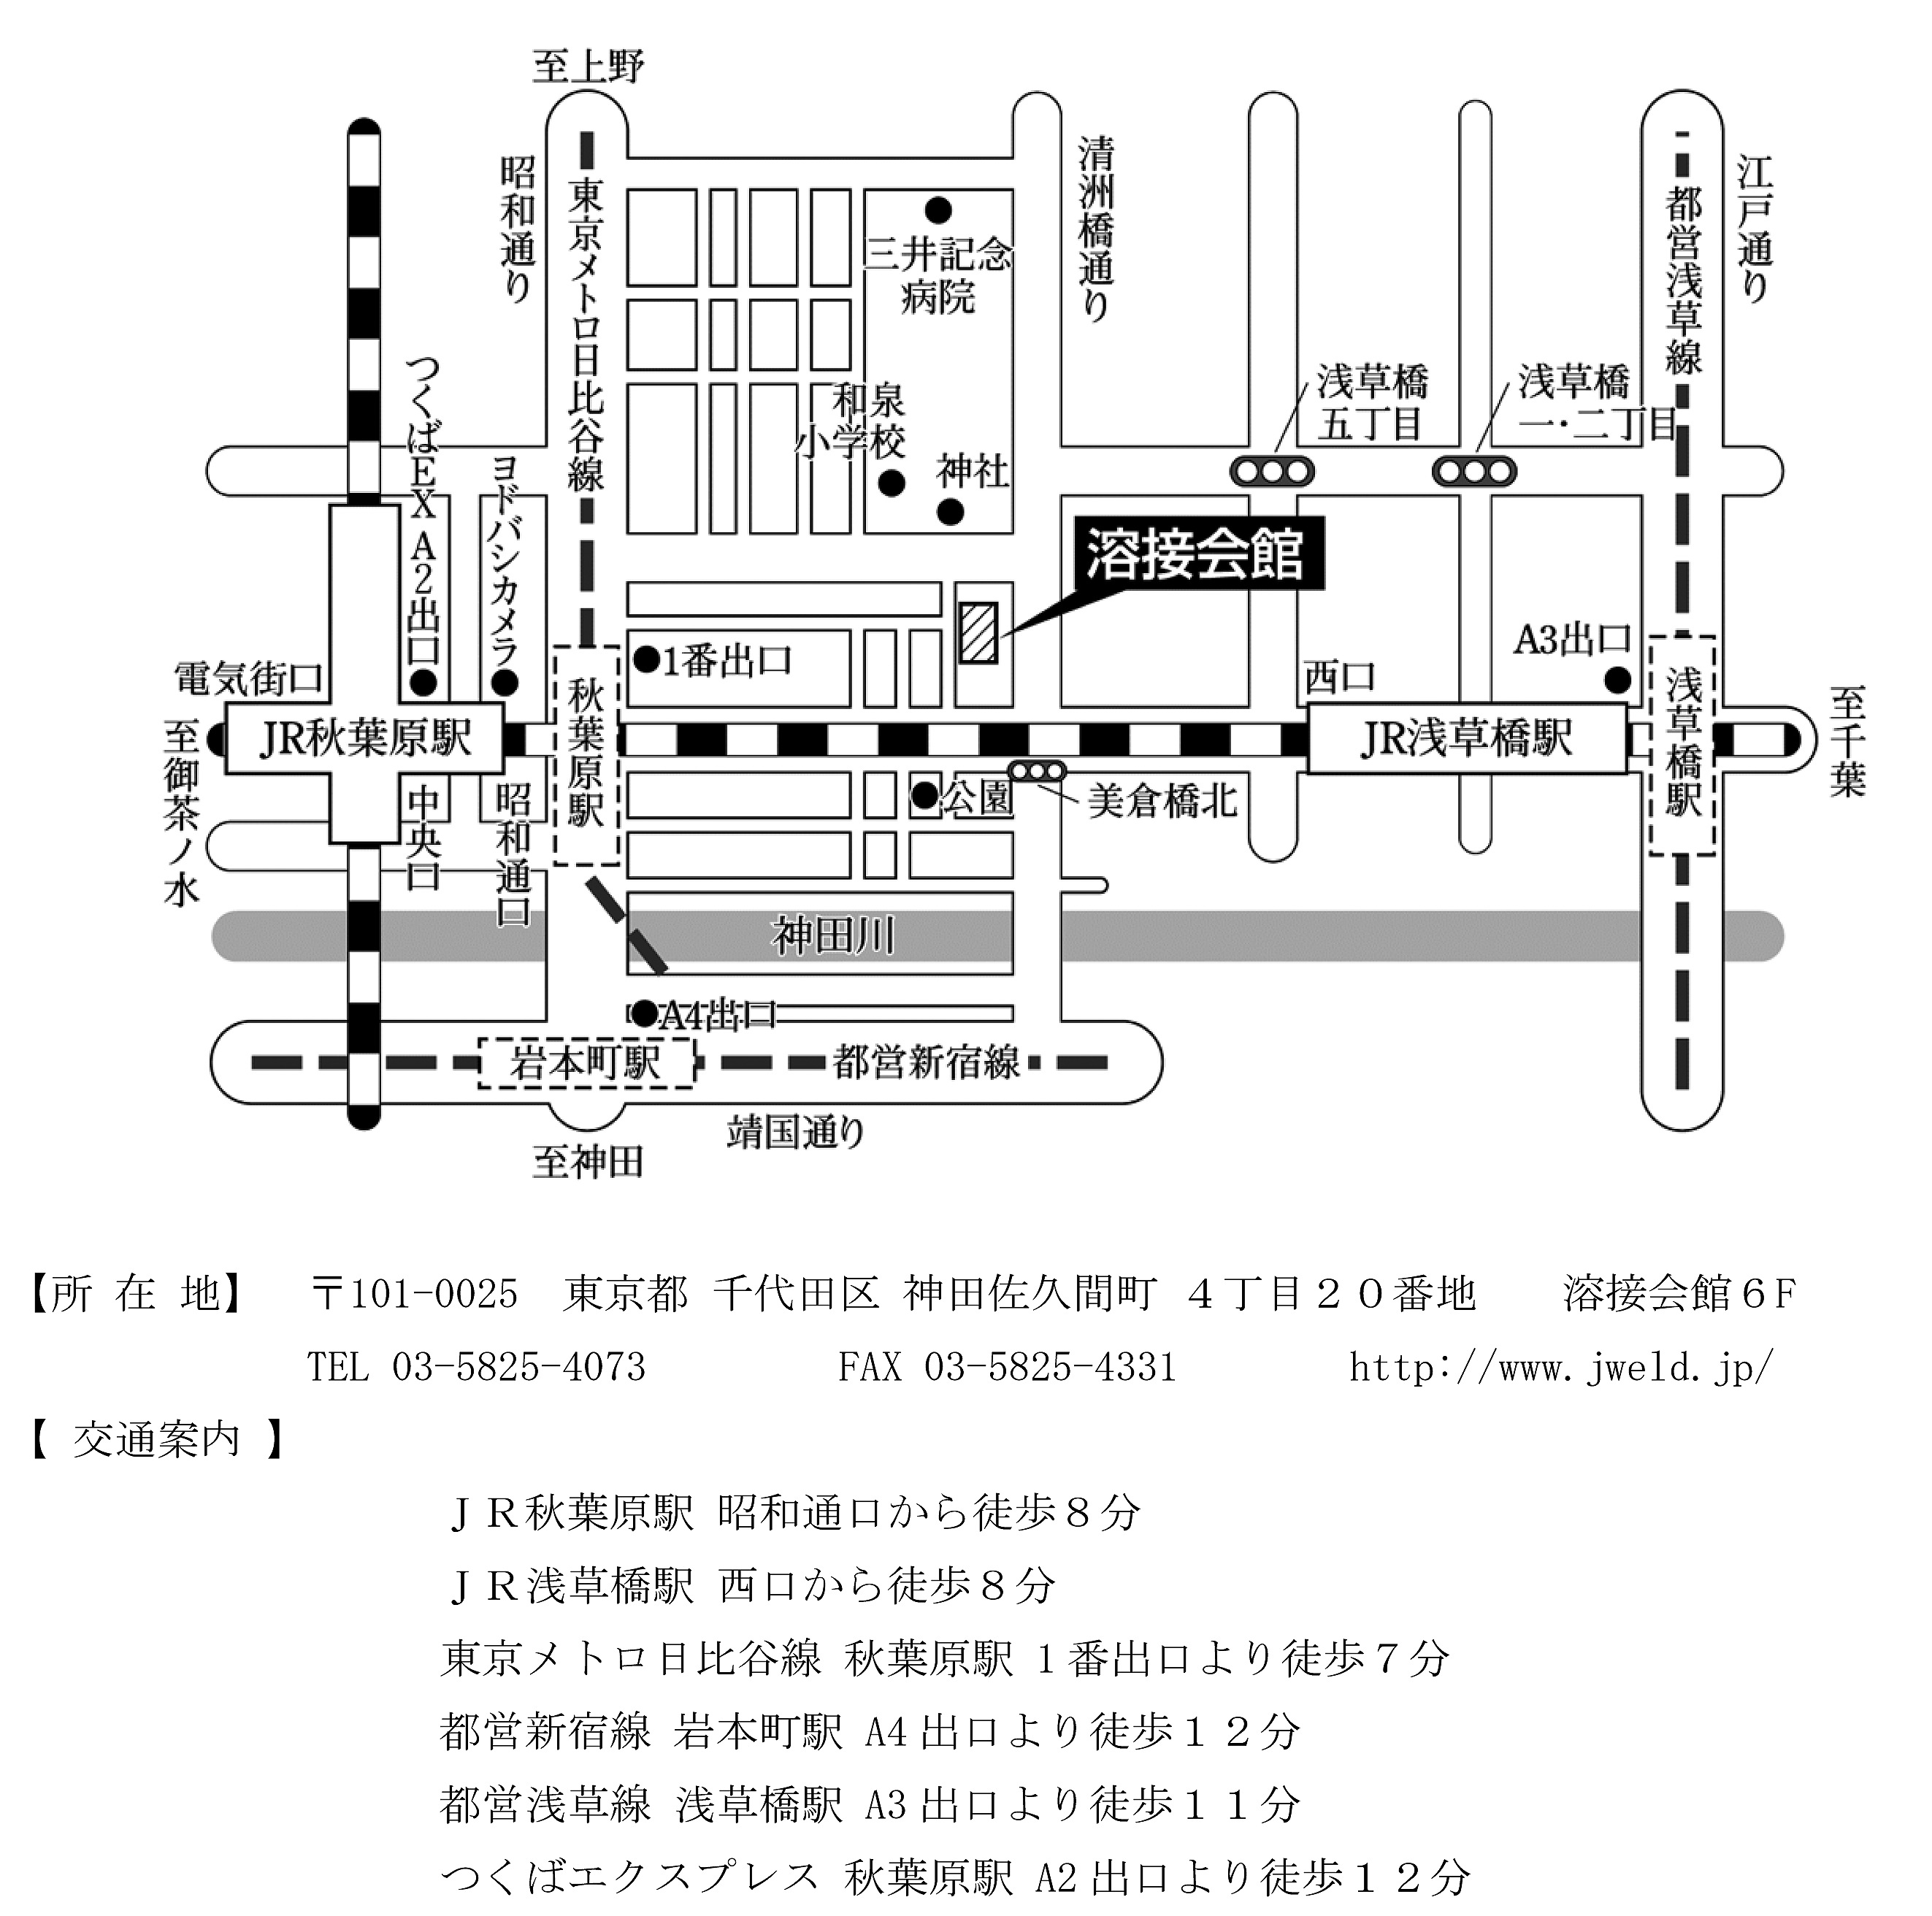 至上野
昭和通り
東京メトロ日比谷線
清洲橋通り
都営浅草線
江戸通り
三井記念
病院
つくばEX A2出口
ヨドバシカメラ
和泉
小学校
神社
浅草橋
五丁目
浅草橋
一・二丁目
溶接会館
電気街口
1番出口
西口
A3出口
至御茶ノ水
JR秋葉原駅
秋葉原駅
JR浅草橋駅
浅草橋駅
至千葉
中央口
昭和通口
公園
美倉橋北
神田川
A4出口
岩本町駅
都営新宿線
靖国通り
至神田
【所 在 地】 〒101-0025 東京都 千代田区 神田佐久間町 ４丁目２０番地 溶接会館６F
TEL 03-5825-4073 FAX 03-5825-4331 http://www.jweld.jp/
【 交通案内 】
ＪＲ秋葉原駅 昭和通口から徒歩８分
ＪＲ浅草橋駅 西口から徒歩８分
東京メトロ日比谷線 秋葉原駅 1番出口より徒歩７分
都営新宿線 岩本町駅 A4出口より徒歩１２分
都営浅草線 浅草橋駅 A3出口より徒歩１１分
つくばエクスプレス 秋葉原駅 A2出口より徒歩１２分